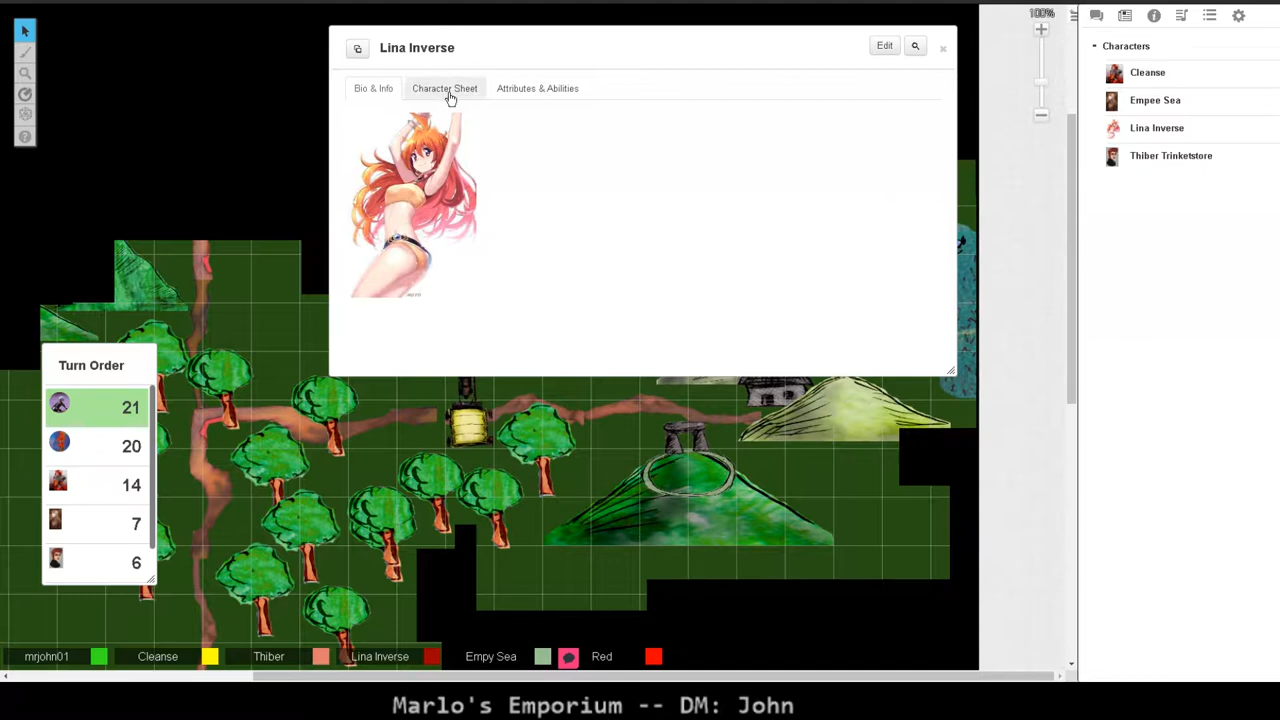 100%
Lina Inverse
Edit
Bio & Info
Character Sheet
Attributes & Abilities
Characters
Cleanse
Empee Sea
Lina Inverse
Thiber Trinketstore
Turn Order
21
20
14
7
6
mrjohn01
Cleanse
Thiber
Lina Inverse
Empy Sea
Red
Marlo's Emporium -- DM: John